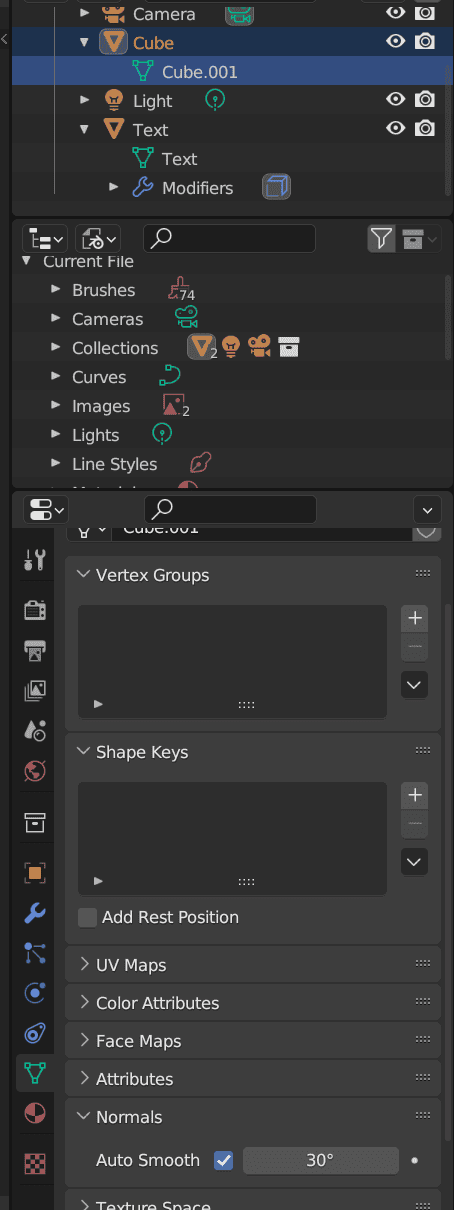 Camera
Cube
Cube.001
Light
Text
Text
Modifiers
Current File
Brushes 74
Cameras
Collections 2
Curves
Images 2
Lights
Line Styles
Cube.001
Vertex Groups
Shape Keys
Add Rest Position
UV Maps
Color Attributes
Face Maps
Attributes
Normals
Auto Smooth 30°
Texture Space